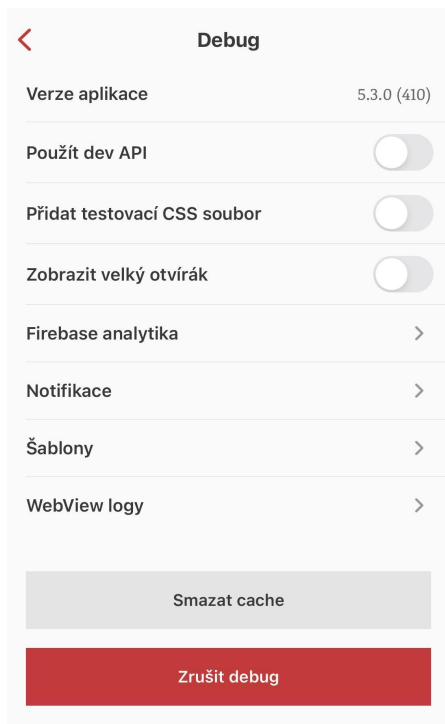 Debug
Verze aplikace 5.3.0 (410)
Použít dev API
Přidat testovací CSS soubor
Zobrazit velký otvírák
Firebase analytika
Notifikace
Šablony
WebView logy
Smazat cache
Zrušit debug